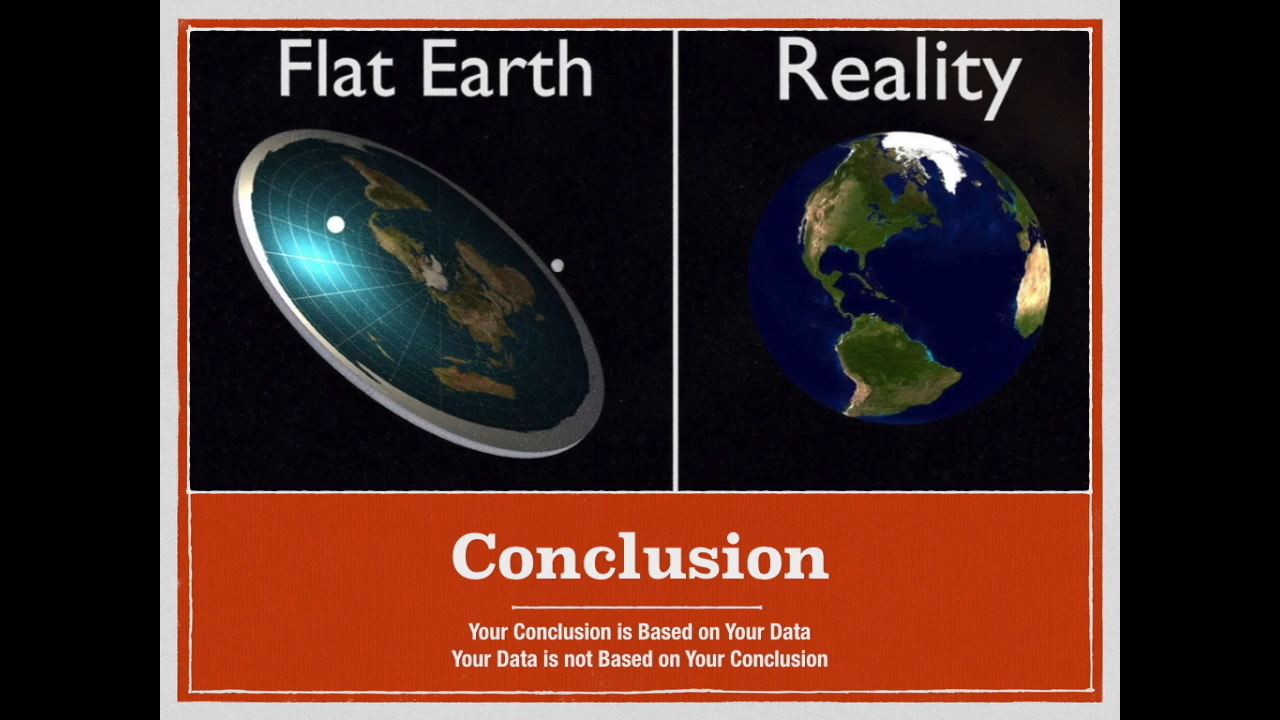 Flat Earth
Reality
Conclusion
Your Conclusion is Based on Your Data
Your Data is not Based on Your Conclusion